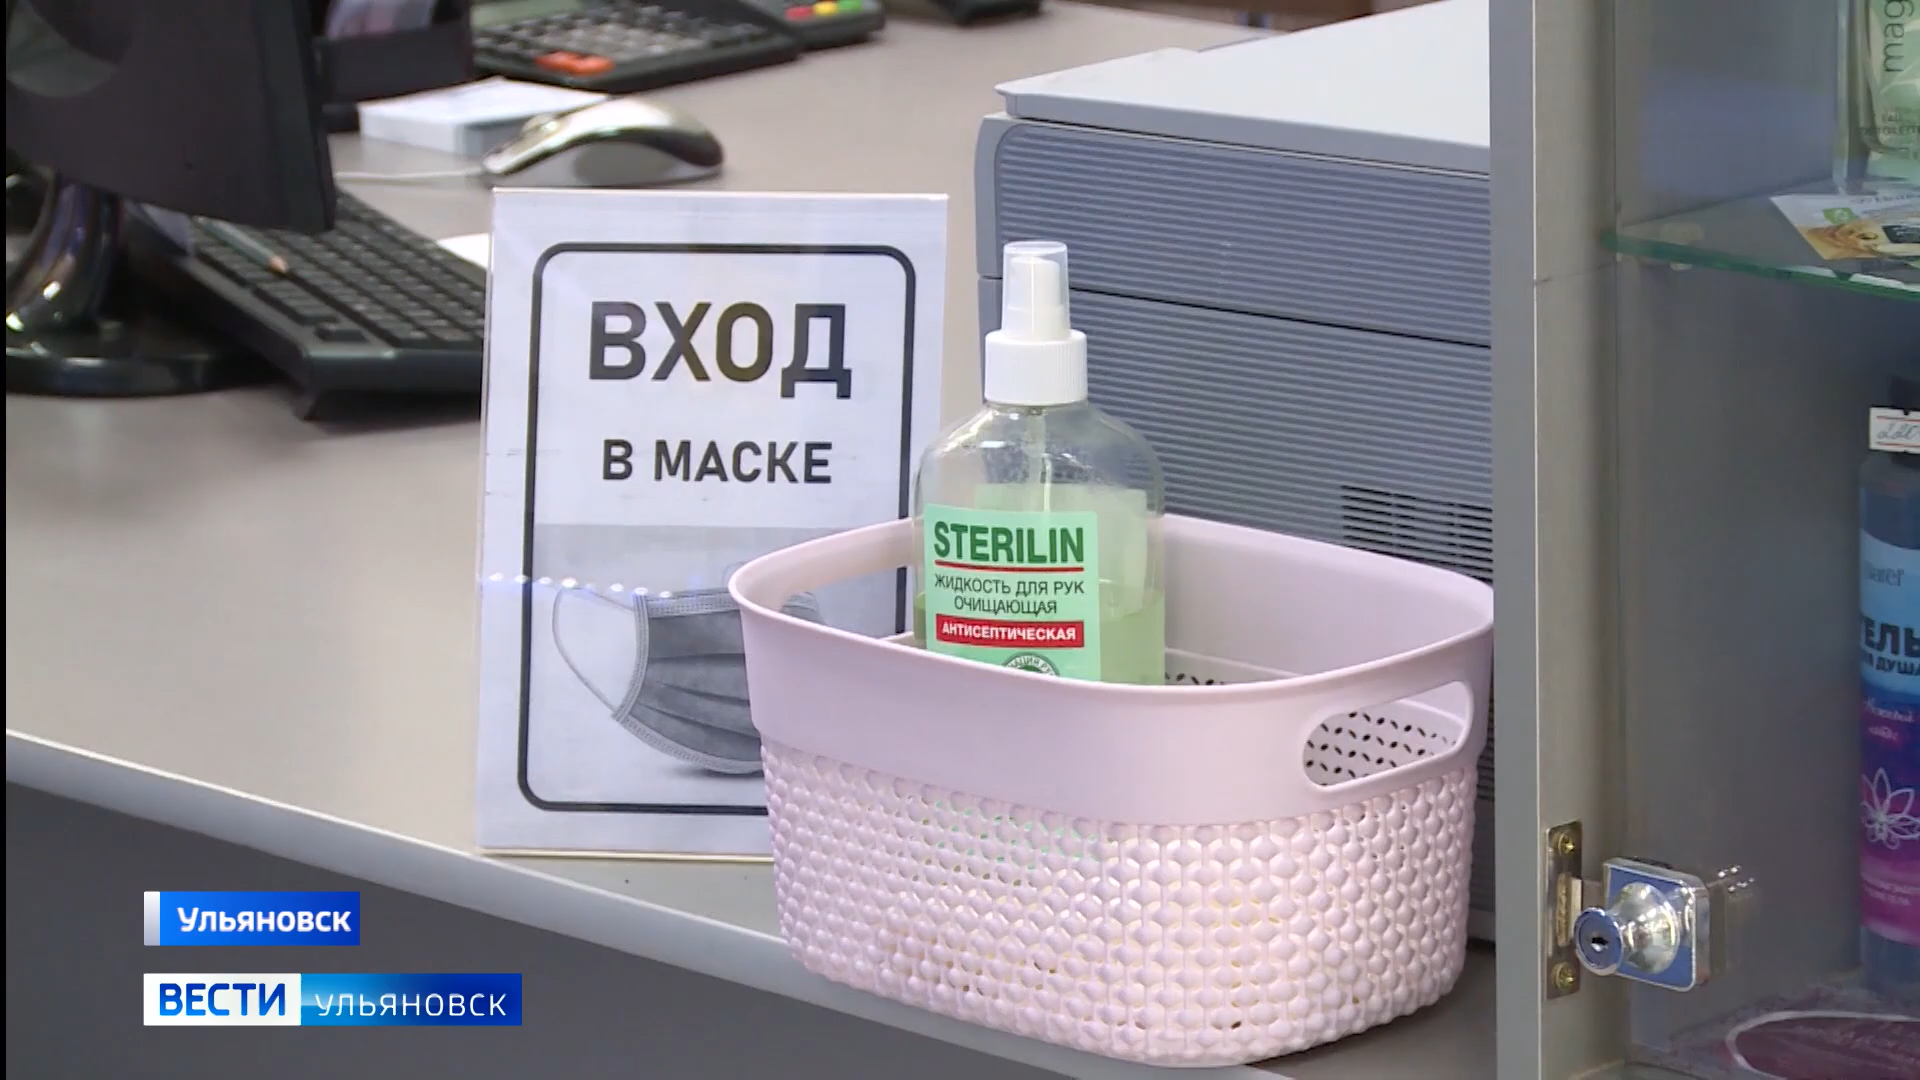 ВХОД
В МАСКЕ
STERILIN
ЖИДКОСТЬ ДЛЯ РУК
ОЧИЩАЮЩАЯ
АНТИСЕПТИЧЕСКАЯ
Ульяновск
ВЕСТИ УЛЬЯНОВСК